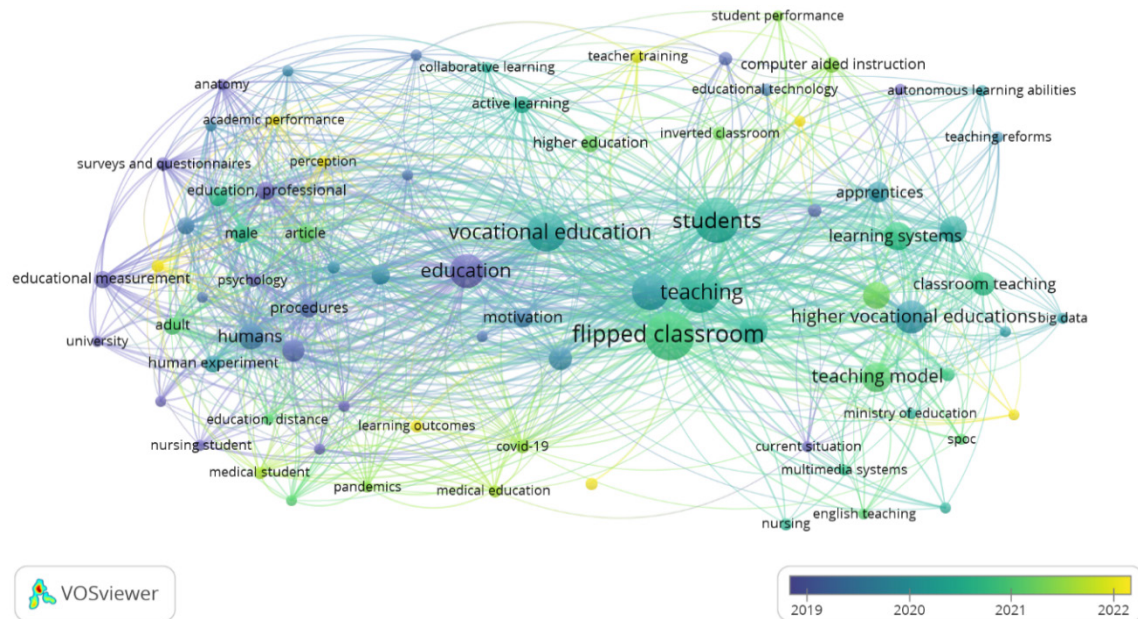 student performance
teacher training
collaborative learning
computer aided instruction
anatomy
educational technology
autonomous learning abilities
active learning
academic performance
inverted classroom
teaching reforms
higher education
surveys and questionnaires
perception
education, professional
apprentices
students
male
article
vocational education
learning systems
education
educational measurement
psychology
classroom teaching
teaching
procedures
motivation
higher vocational educations
big data
adult
humans
flipped classroom
university
human experiment
teaching model
education, distance
learning outcomes
ministry of education
nursing student
covid-19
current situation
spoc
medical student
multimedia systems
pandemics
medical education
english teaching
nursing
VOSviewer
2019 2020 2021 2022